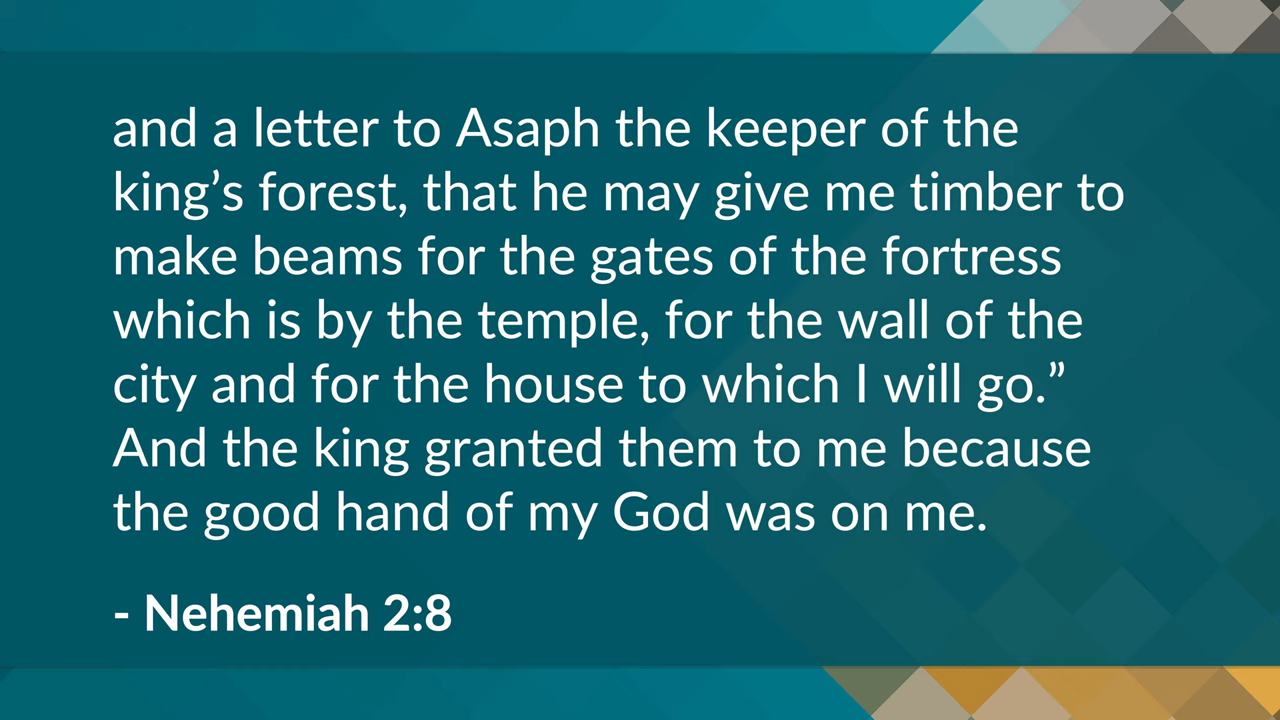 and a letter to Asaph the keeper of the
king’s forest, that he may give me timber to
make beams for the gates of the fortress
which is by the temple, for the wall of the
city and for the house to which I will go.”
And the king granted them to me because
the good hand of my God was on me.
- Nehemiah 2:8